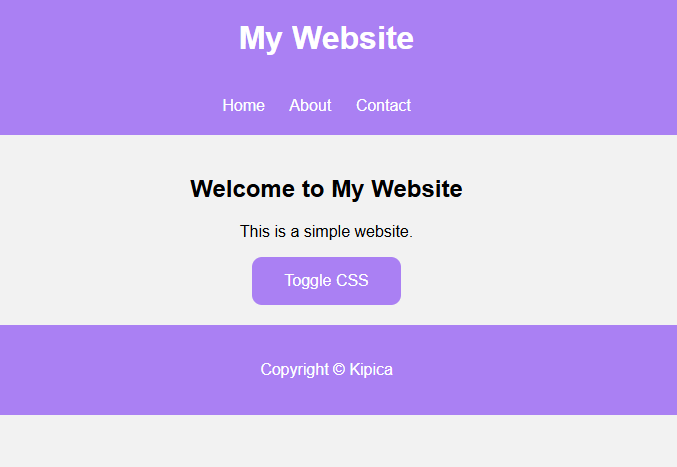 My Website
Home About Contact
Welcome to My Website
This is a simple website.
Toggle CSS
Copyright © Kipica